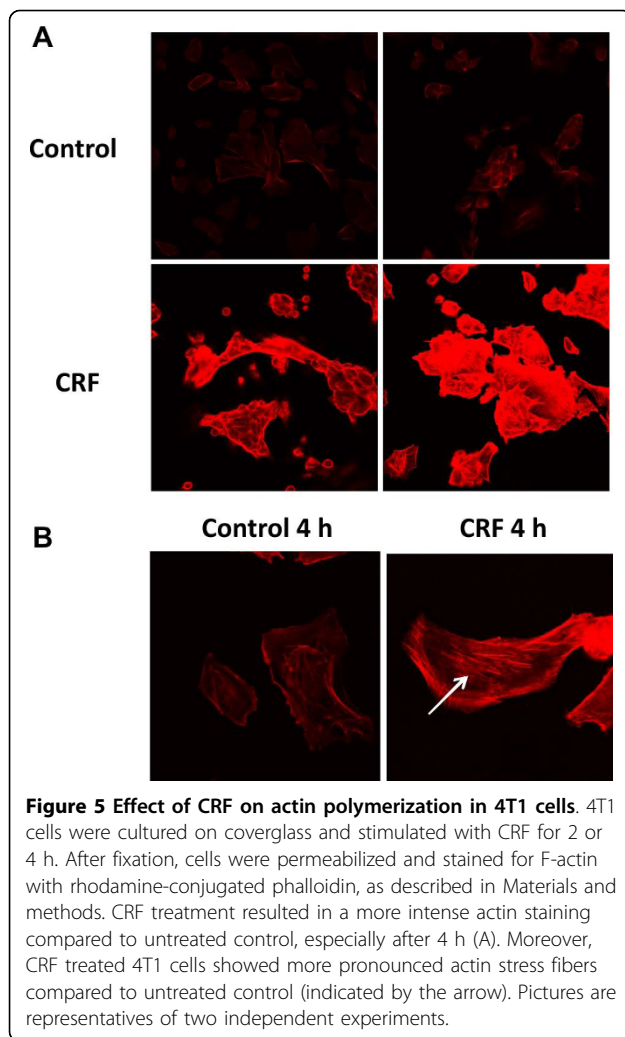 A
Control
CRF
B
Control 4 h CRF 4 h
Figure 5 Effect of CRF on actin polymerization in 4T1 cells. 4T1
cells were cultured on coverglass and stimulated with CRF for 2 or
4 h. After fixation, cells were permeabilized and stained for F-actin
with rhodamine-conjugated phalloidin, as described in Materials and
methods. CRF treatment resulted in a more intense actin staining
compared to untreated control, especially after 4 h (A). Moreover,
CRF treated 4T1 cells showed more pronounced actin stress fibers
compared to untreated control (indicated by the arrow). Pictures are
representatives of two independent experiments.